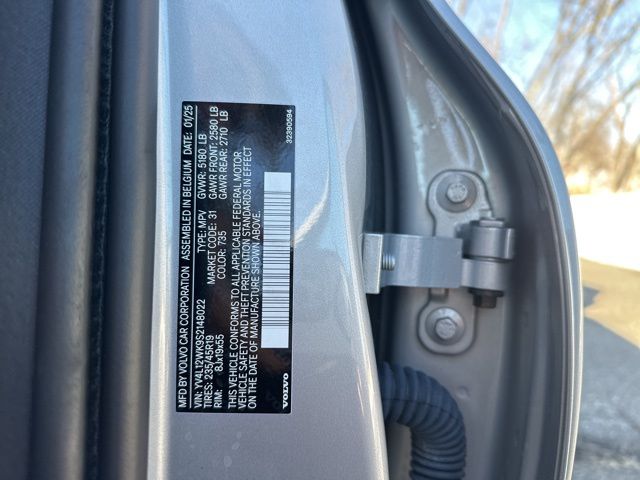 MFD BY VOLVO CAR CORPORATION ASSEMBLED IN BELGIUM DATE: 01/25
VIN: YV4L12WK9S2148022 TYPE: MPV GVWR: 5180 LB
TIRES: 235/45R19 MARKET CODE: 31 GAWR FRONT: 2580 LB
RIM: 8Jx19x55 COLOR: 735 GAWR REAR: 2710 LB
THIS VEHICLE CONFORMS TO ALL APPLICABLE FEDERAL MOTOR
VEHICLE SAFETY AND THEFT PREVENTION STANDARDS IN EFFECT
ON THE DATE OF MANUFACTURE SHOWN ABOVE.
VOLVO 32390594